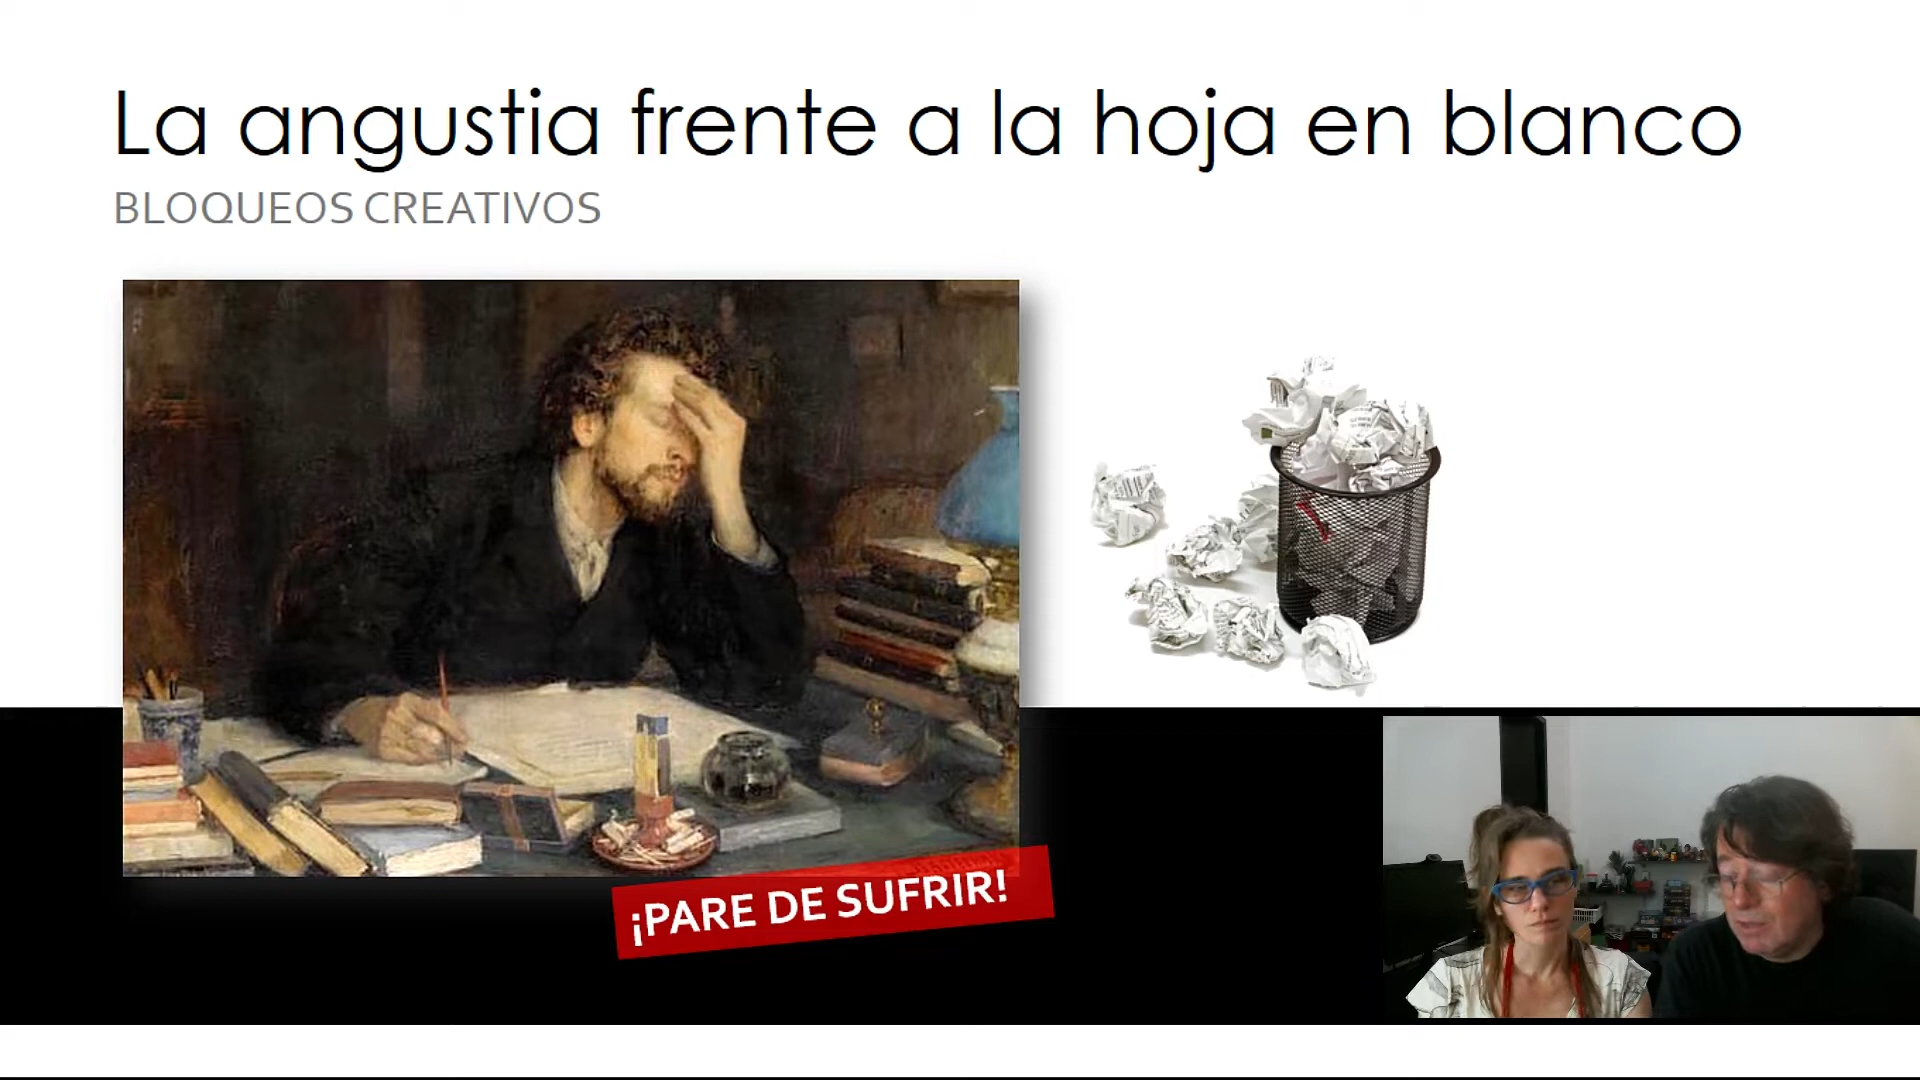 La angustia frente a la hoja en blanco
BLOQUEOS CREATIVOS
¡PARE DE SUFRIR!